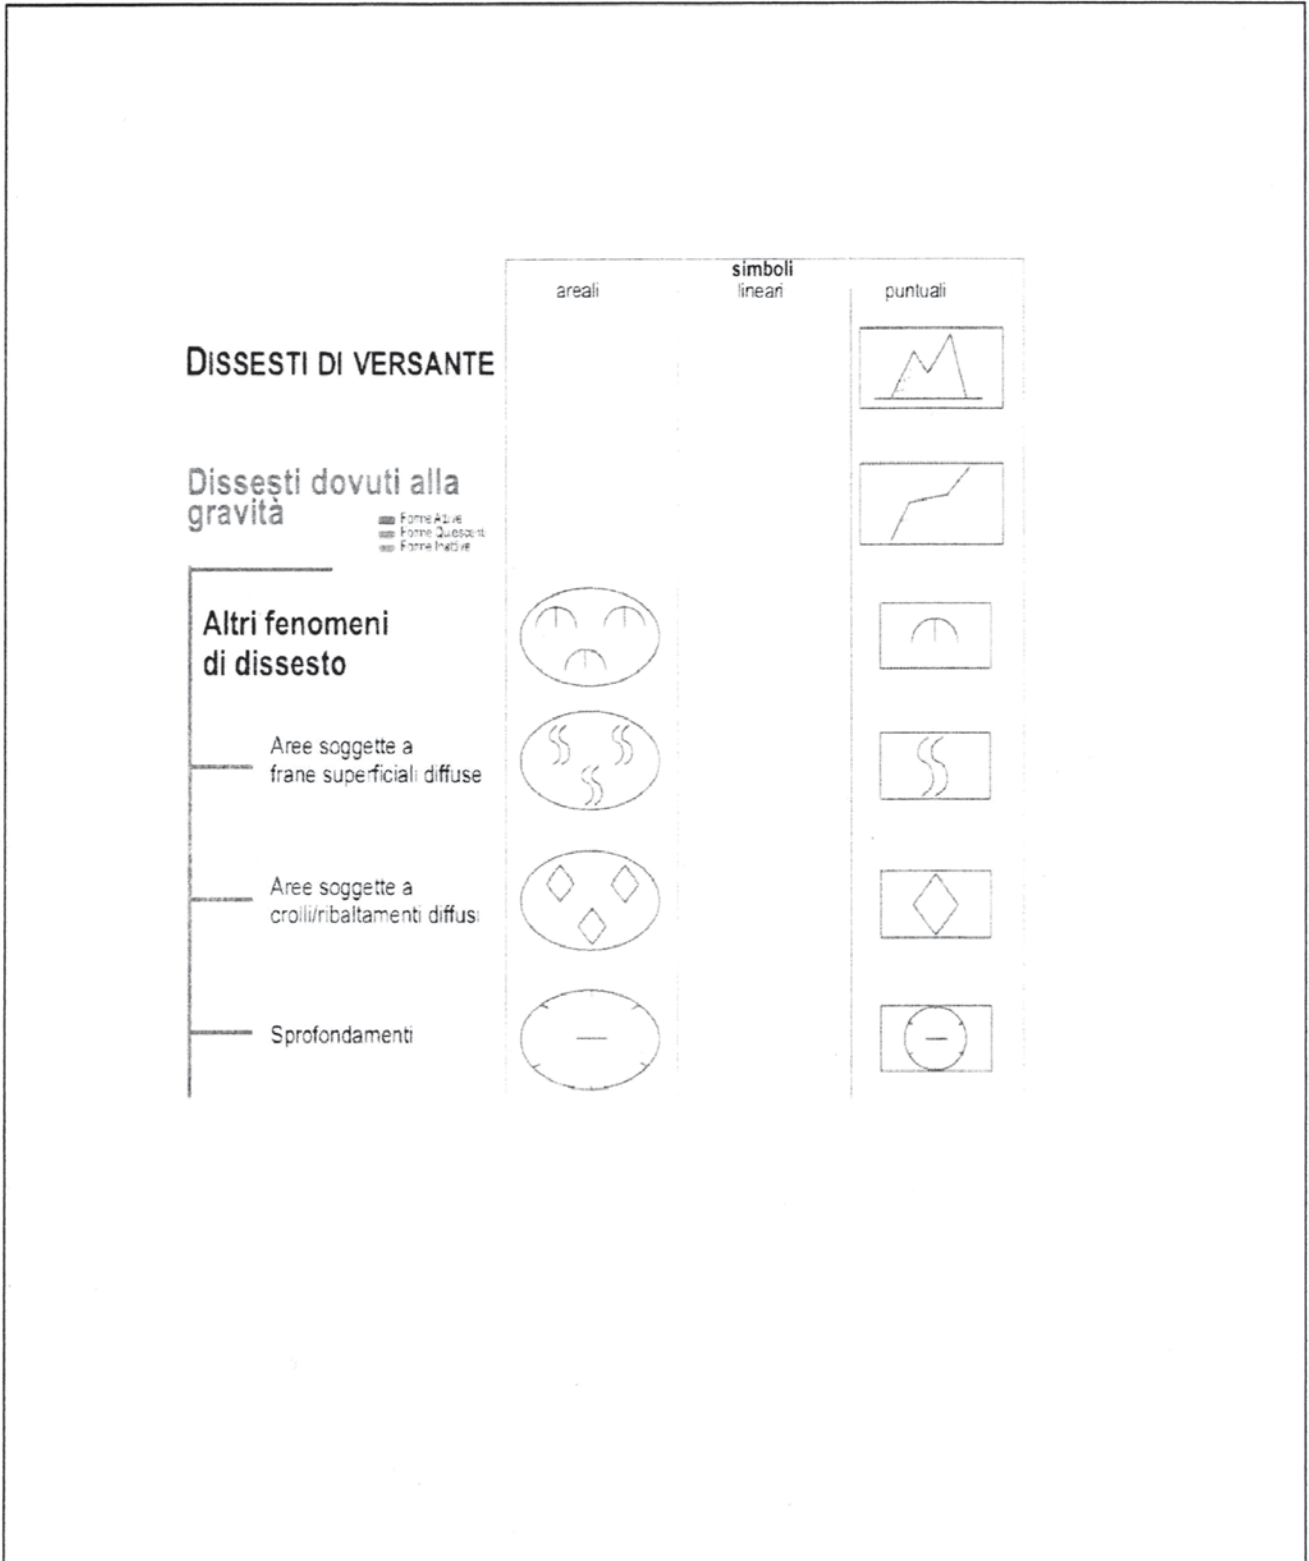 simboli
areali lineari puntuali
DISSESTI DI VERSANTE
Dissesti dovuti alla
gravità
Forme Attive
Forme Quiescenti
Forme Inattive
Altri fenomeni
di dissesto
Aree soggette a
frane superficiali diffuse
Aree soggette a
crolli/ribaltamenti diffusi
Sprofondamenti